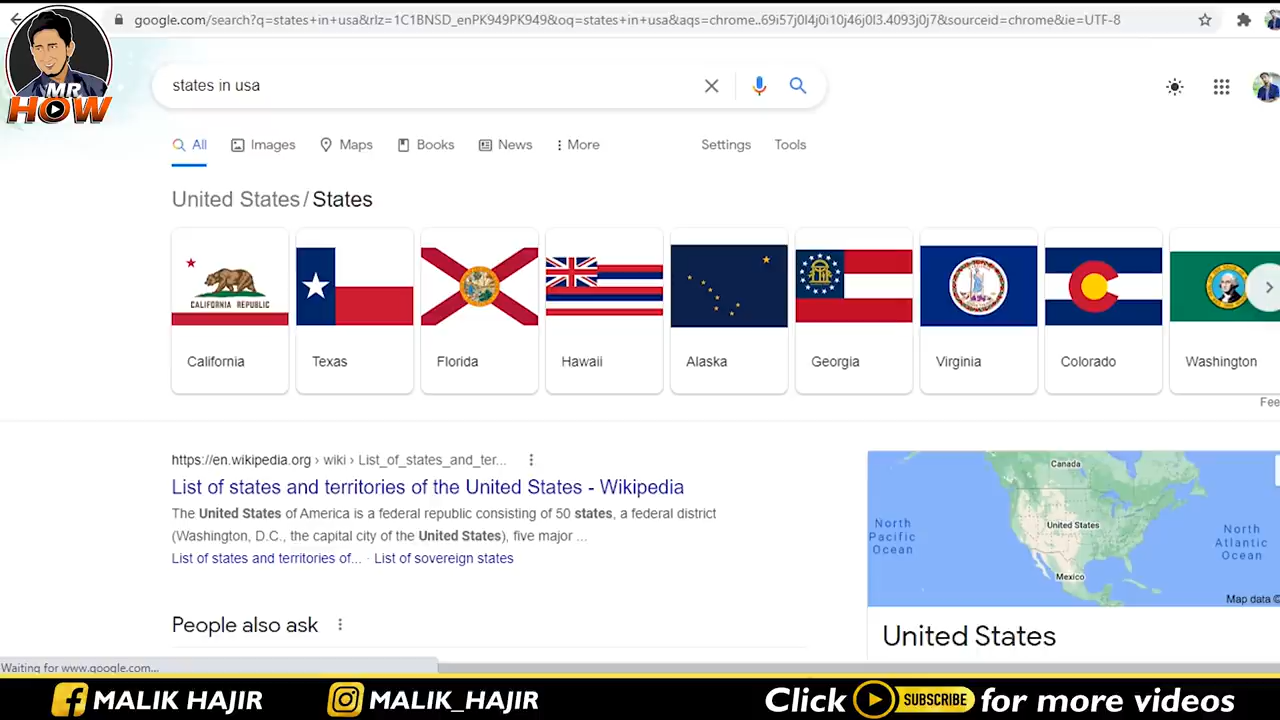 google.com/search?q=states+in+usa&rlz=1C1BNSD_enPK949PK949&oq=states+in+usa&aqs=chrome..69i57j0l4j0i10j46j0l3.4093j0j7&sourceid=chrome&ie=UTF-8
MR
HOW
states in usa
All Images Maps Books News More Settings Tools
United States / States
CALIFORNIA REPUBLIC
California Texas Florida Hawaii Alaska Georgia Virginia Colorado Washington
Fee
https://en.wikipedia.org › wiki › List_of_states_and_ter...
List of states and territories of the United States - Wikipedia
The United States of America is a federal republic consisting of 50 states, a federal district
(Washington, D.C., the capital city of the United States), five major ...
List of states and territories of... · List of sovereign states
People also ask
Canada
North
Pacific
Ocean
United States
North
Atlantic
Ocean
Mexico
Map data ©
United States
Waiting for www.google.com...
MALIK HAJIR MALIK_HAJIR Click SUBSCRIBE for more videos